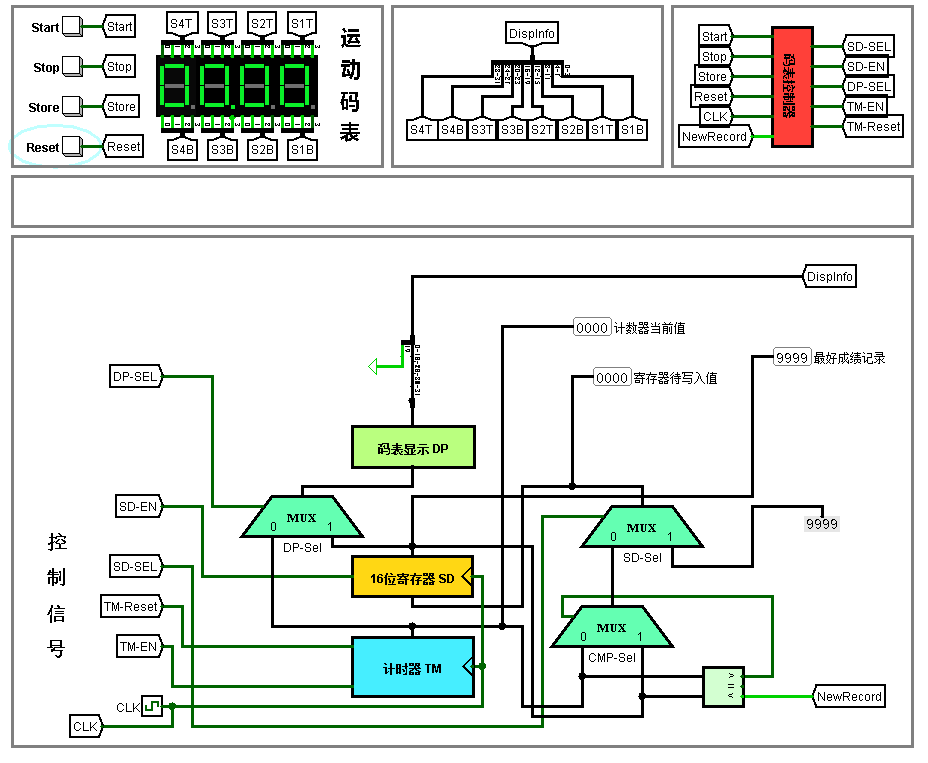 Start
Start
Stop
Stop
Store
Store
Reset
Reset
S4T
S3T
S2T
S1T
S4B
S3B
S2B
S1B
运动码表
DispInfo
S4T
S4B
S3T
S3B
S2T
S2B
S1T
S1B
Start
Stop
Store
Reset
CLK
NewRecord
码表控制器
SD-SEL
SD-EN
DP-SEL
TM-EN
TM-Reset
DispInfo
0000 计数器当前值
9999 最好成绩记录
0000 寄存器待写入值
DP-SEL
码表显示 DP
SD-EN
MUX
0 1
DP-Sel
MUX
0 1
SD-Sel
9999
控制信号
SD-SEL
16位寄存器 SD
TM-Reset
MUX
0 1
CMP-Sel
TM-EN
计时器 TM
CLK
CLK
NewRecord